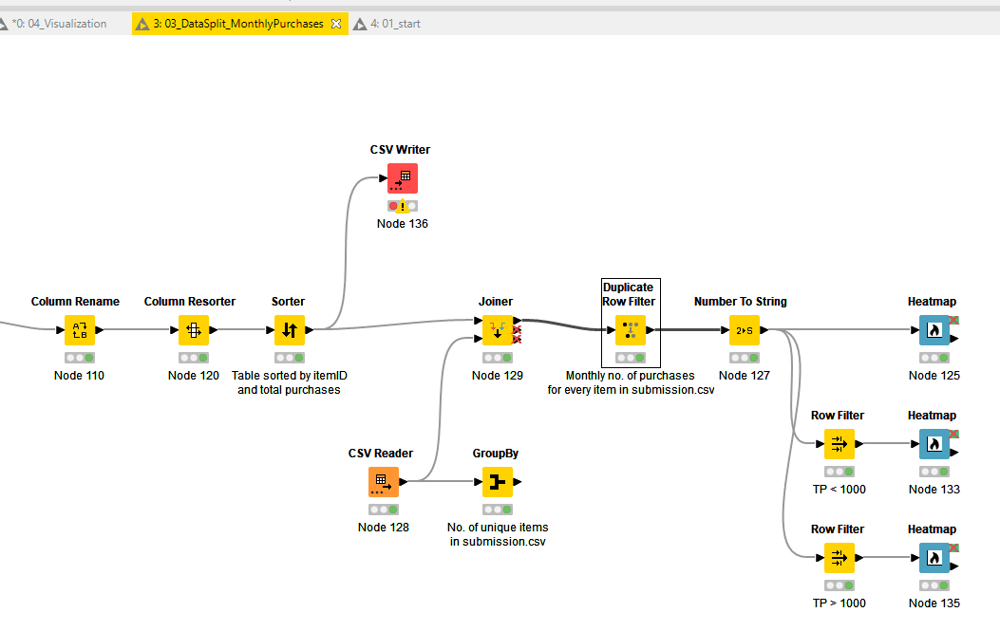 *0: 04_Visualization
3: 03_DataSplit_MonthlyPurchases
4: 01_start
CSV Writer
Node 136
Column Rename
Node 110
Column Resorter
Node 120
Sorter
Table sorted by itemID
and total purchases
Joiner
Node 129
Duplicate
Row Filter
Monthly no. of purchases
for every item in submission.csv
Number To String
2 S
Node 127
Heatmap
Node 125
CSV Reader
Node 128
GroupBy
No. of unique items
in submission.csv
Row Filter
TP < 1000
Heatmap
Node 133
Row Filter
TP > 1000
Heatmap
Node 135